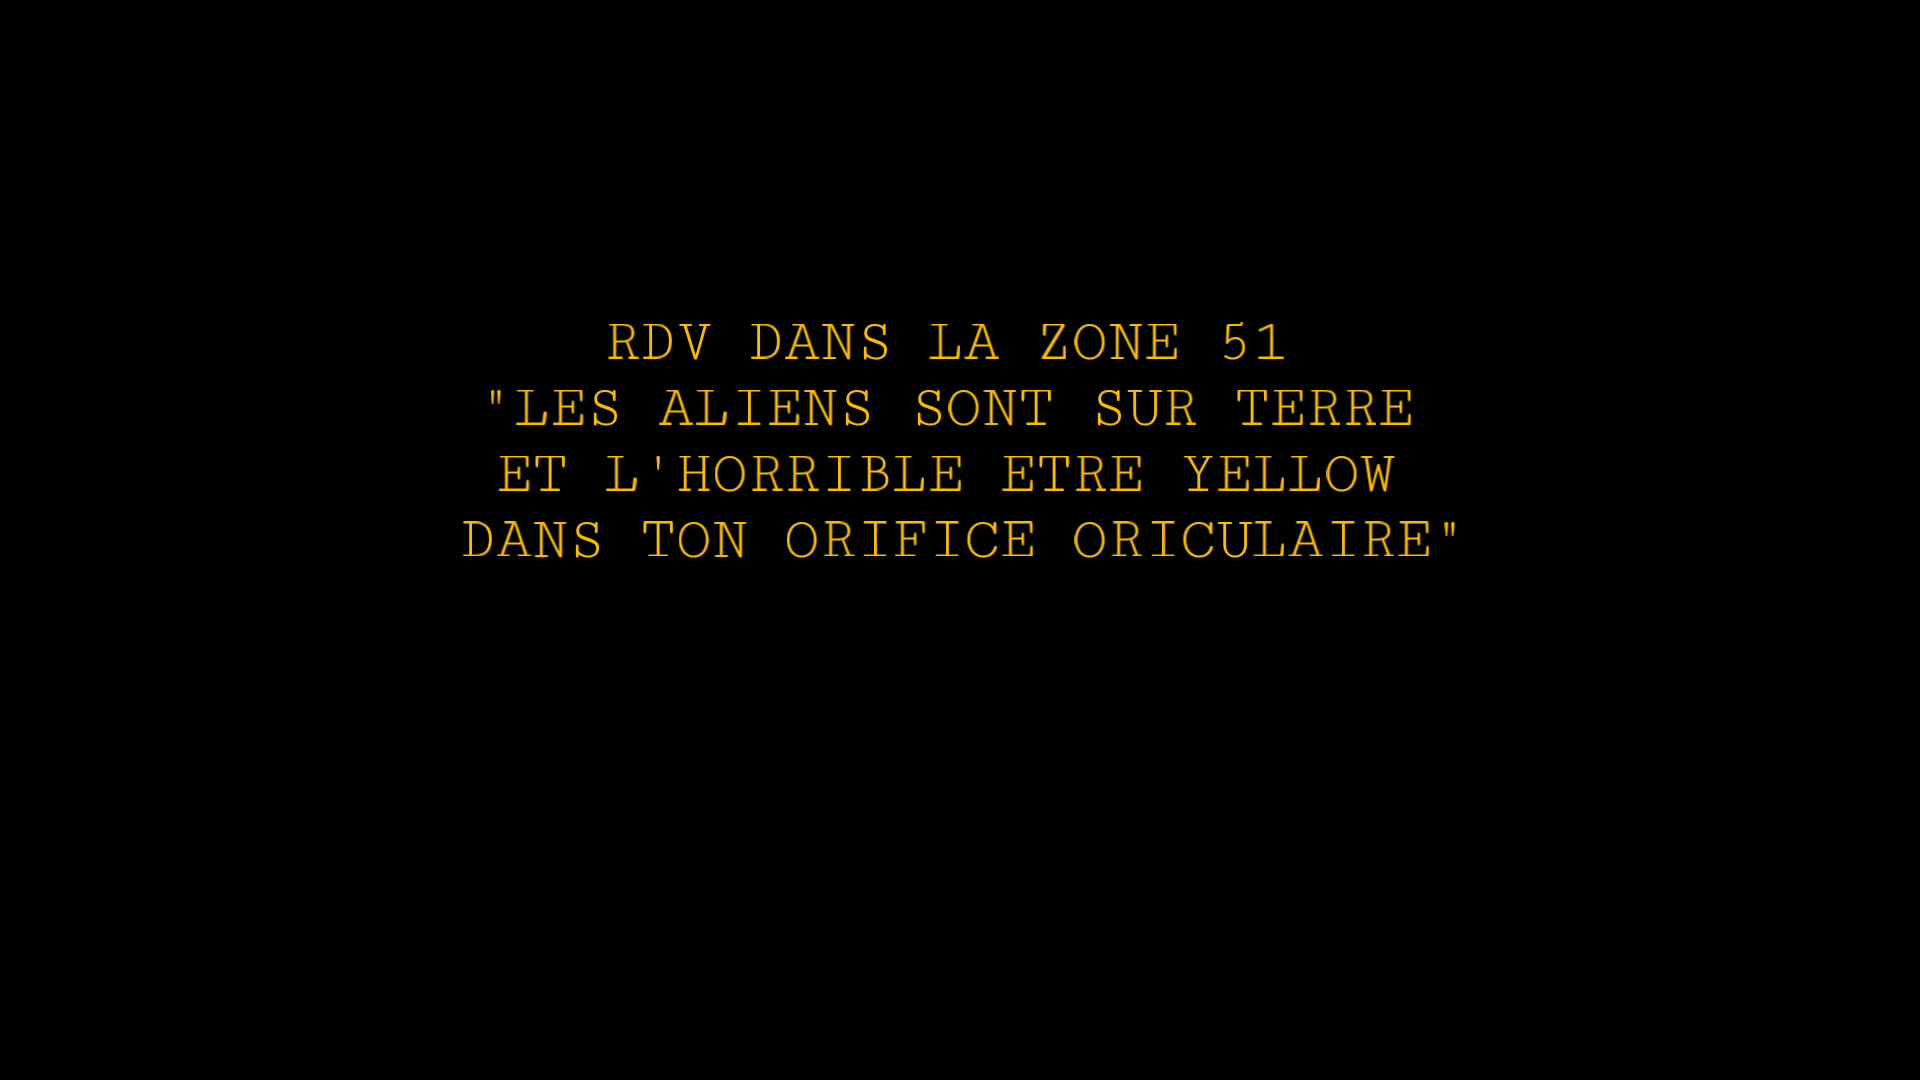 RDV DANS LA ZONE 51
"LES ALIENS SONT SUR TERRE
ET L'HORRIBLE ETRE YELLOW
DANS TON ORIFICE ORICULAIRE"